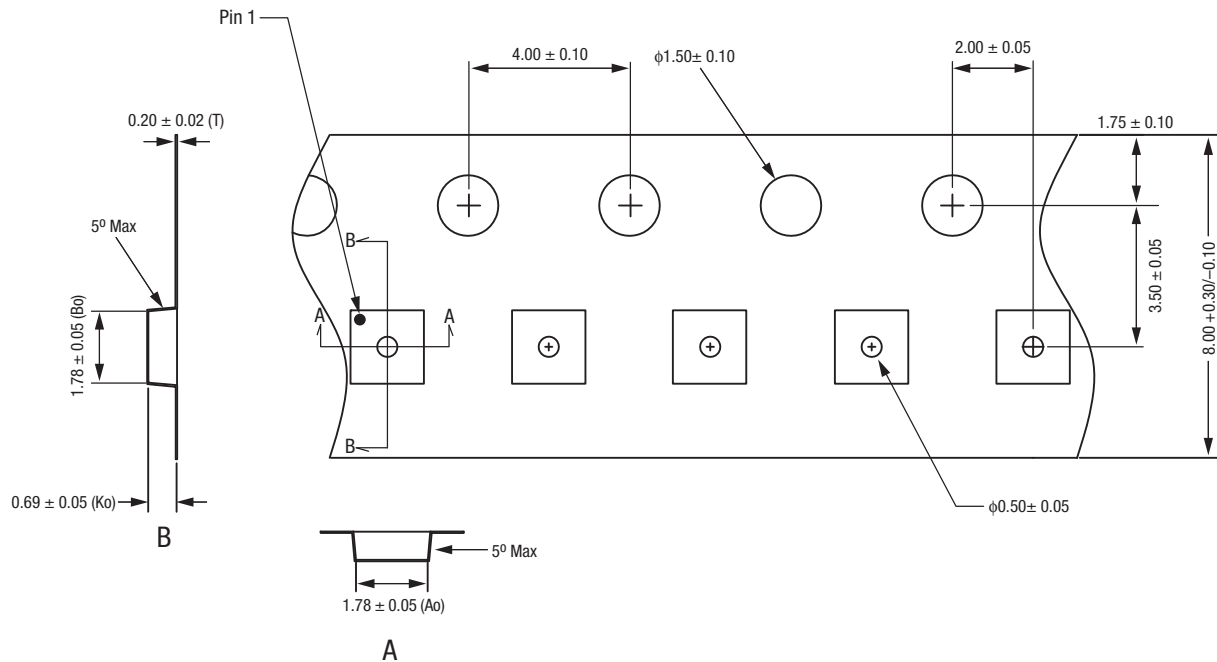 Pin 1
4.00 ± 0.10
ϕ1.50± 0.10
2.00 ± 0.05
0.20 ± 0.02 (T)
1.75 ± 0.10
5º Max
B
B
A
A
1.78 ± 0.05 (Bo)
3.50 ± 0.05
8.00 +0.30/–0.10
0.69 ± 0.05 (Ko)
B
ϕ0.50± 0.05
5º Max
1.78 ± 0.05 (Ao)
A